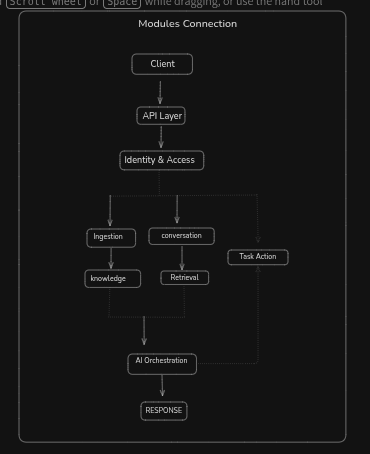 Scroll wheel or Space while dragging, or use the hand tool
Modules Connection
Client
API Layer
Identity & Access
Ingestion
conversation
Task Action
knowledge
Retrieval
AI Orchestration
RESPONSE